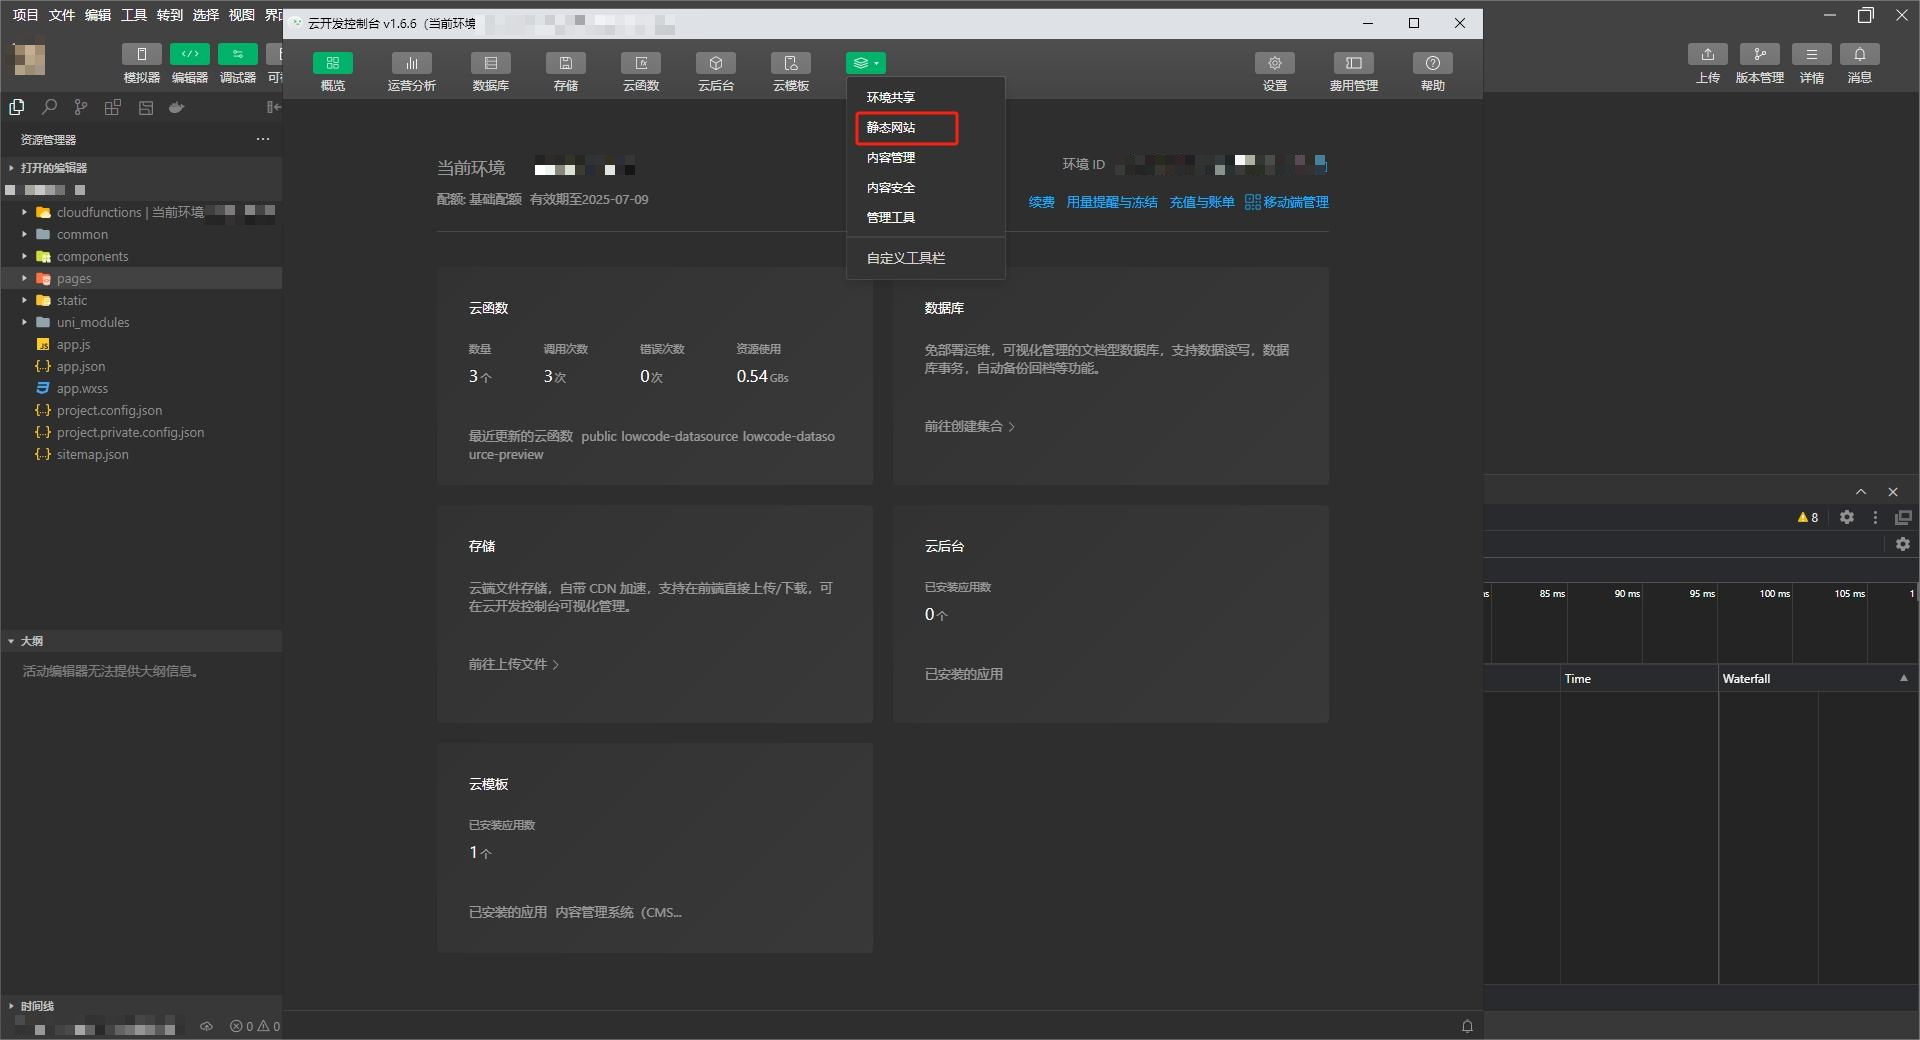 项目 文件 编辑 工具 转到 选择 视图
云开发控制台 v1.6.6（当前环境
模拟器 编辑器 调试器
概览 运营分析 数据库 存储 云函数 云后台 云模板
设置 费用管理 帮助
上传 版本管理 详情 消息
环境共享
静态网站
内容管理
内容安全
管理工具
自定义工具栏
资源管理器
打开的编辑器
cloudfunctions | 当前环境
common
components
pages
static
uni_modules
JS app.js
{..} app.json
app.wxss
{..} project.config.json
{..} project.private.config.json
{..} sitemap.json
大纲
活动编辑器无法提供大纲信息。
时间线
0 0
当前环境
环境 ID
配额: 基础配额 有效期至2025-07-09
续费 用量提醒与冻结 充值与账单 移动端管理
云函数
数量 调用次数 错误次数 资源使用
3个 3次 0次 0.54 GBs
最近更新的云函数 public lowcode-datasource lowcode-dataso
urce-preview
数据库
免部署运维，可视化管理的文档型数据库，支持数据读写，数据
库事务，自动备份回档等功能。
前往创建集合
存储
云端文件存储，自带 CDN 加速，支持在前端直接上传/下载，可
在云开发控制台可视化管理。
前往上传文件
云后台
已安装应用数
0个
已安装的应用
云模板
已安装应用数
1个
已安装的应用 内容管理系统（CMS...
8
85 ms 90 ms 95 ms 100 ms 105 ms
Time Waterfall